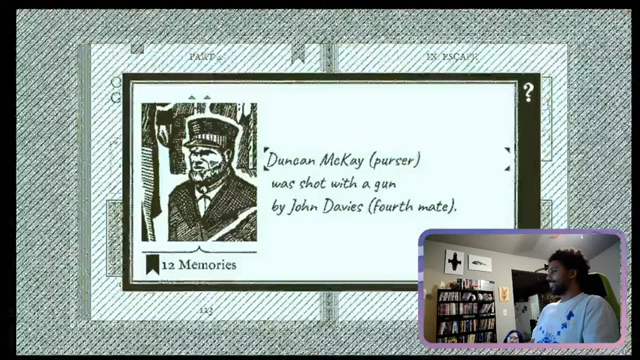 PART
IN ESCAPE
?
Duncan McKay (purser)
was shot with a gun
by John Davies (fourth mate).
12 Memories